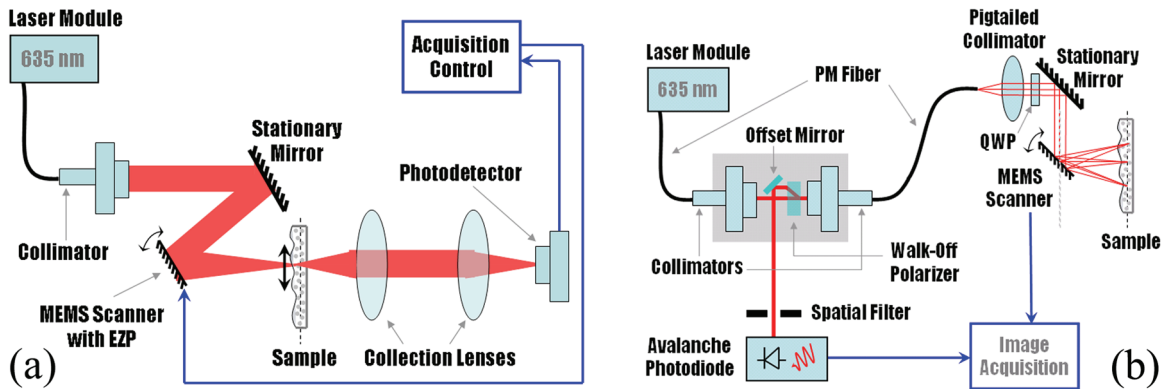 Laser Module
635 nm
Acquisition
Control
Stationary
Mirror
Photodetector
Collimator
MEMS Scanner
with EZP
Sample
Collection Lenses
(a)
Pigtailed
Collimator
Stationary
Mirror
Laser Module
635 nm
PM Fiber
Offset Mirror
QWP
MEMS
Scanner
Sample
Collimators
Walk-Off
Polarizer
Spatial Filter
Avalanche
Photodiode
Image
Acquisition
(b)